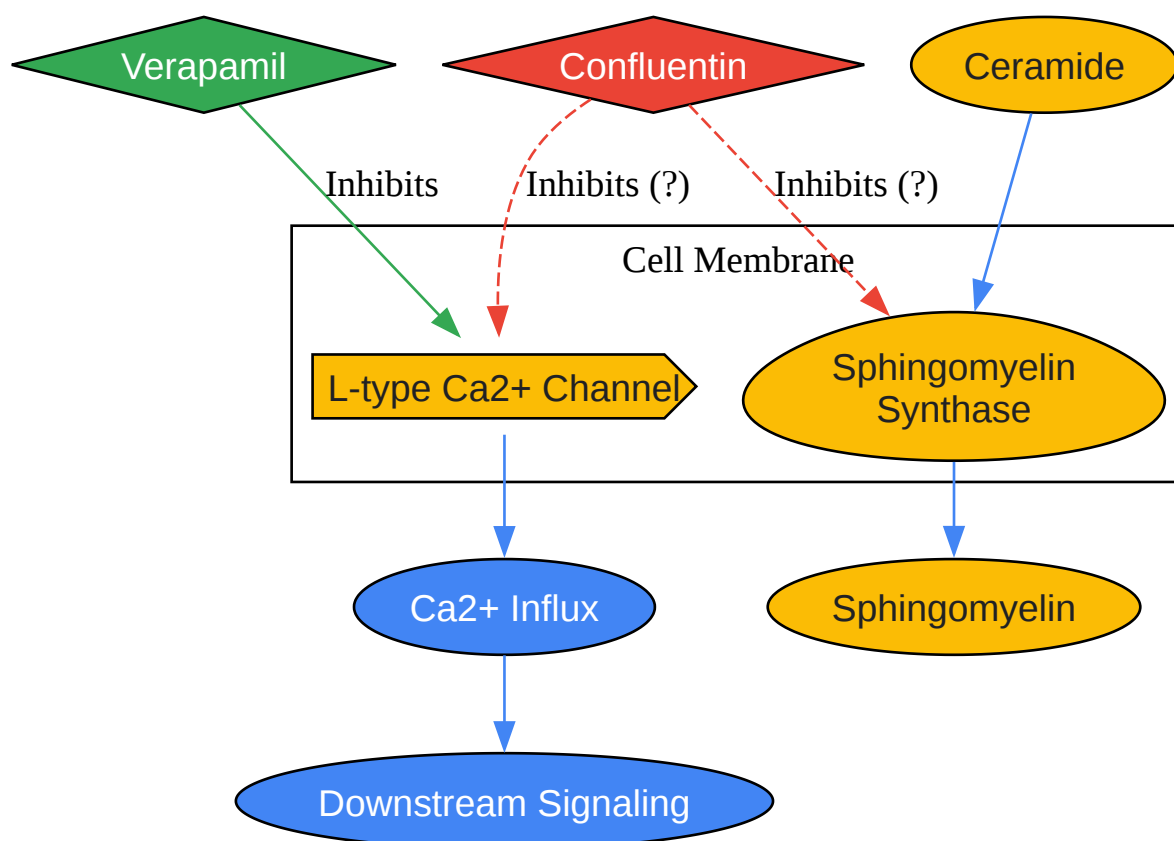 Verapamil
Confluentin
Ceramide
Inhibits
Inhibits (?)
Inhibits (?)
Cell Membrane
L-type Ca2+ Channel
Sphingomyelin
Synthase
Ca2+ Influx
Sphingomyelin
Downstream Signaling